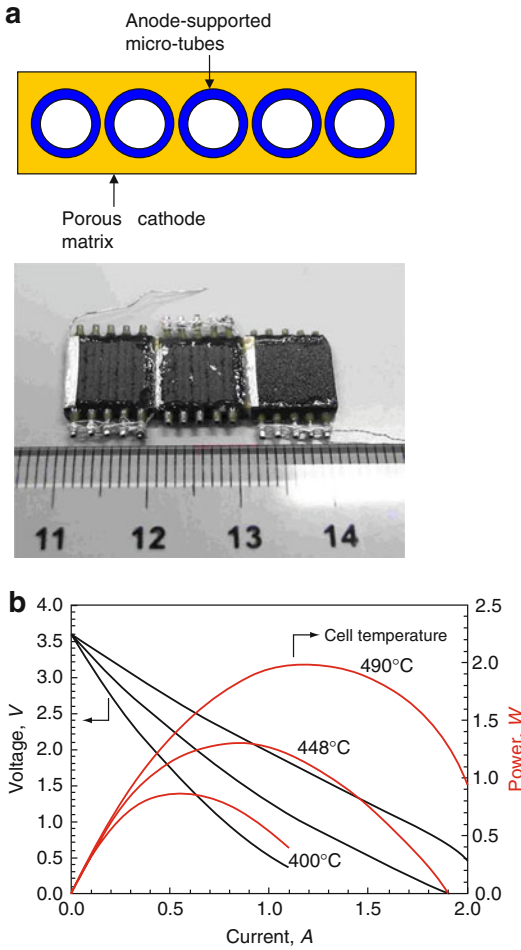 a
Anode-supported
micro-tubes
Porous cathode
matrix
11 12 13 14
b
Cell temperature
490°C
448°C
400°C
Voltage, V
4.0
3.5
3.0
2.5
2.0
1.5
1.0
0.5
0.0
Power, W
2.5
2.0
1.5
1.0
0.5
0.0
0.0 0.5 1.0 1.5 2.0
Current, A